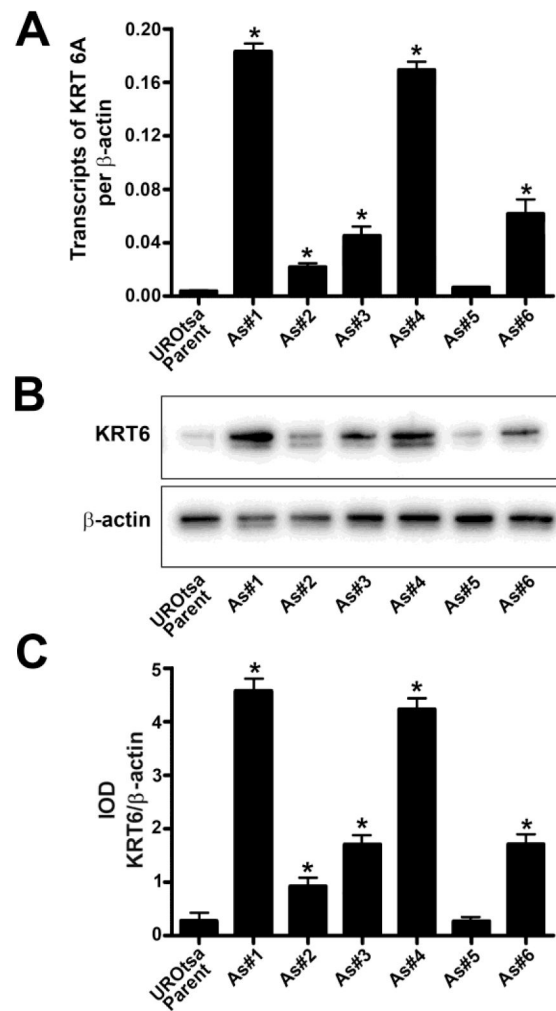 A
Transcripts of KRT 6A
per β-actin
0.20
0.16
0.12
0.08
0.04
0.00
* * * * *
UROtsa
Parent
As#1
As#2
As#3
As#4
As#5
As#6
B
KRT6
β-actin
UROtsa
Parent
As#1
As#2
As#3
As#4
As#5
As#6
C
IOD
KRT6/β-actin
5
4
3
2
1
0
* * * * *
UROtsa
Parent
As#1
As#2
As#3
As#4
As#5
As#6